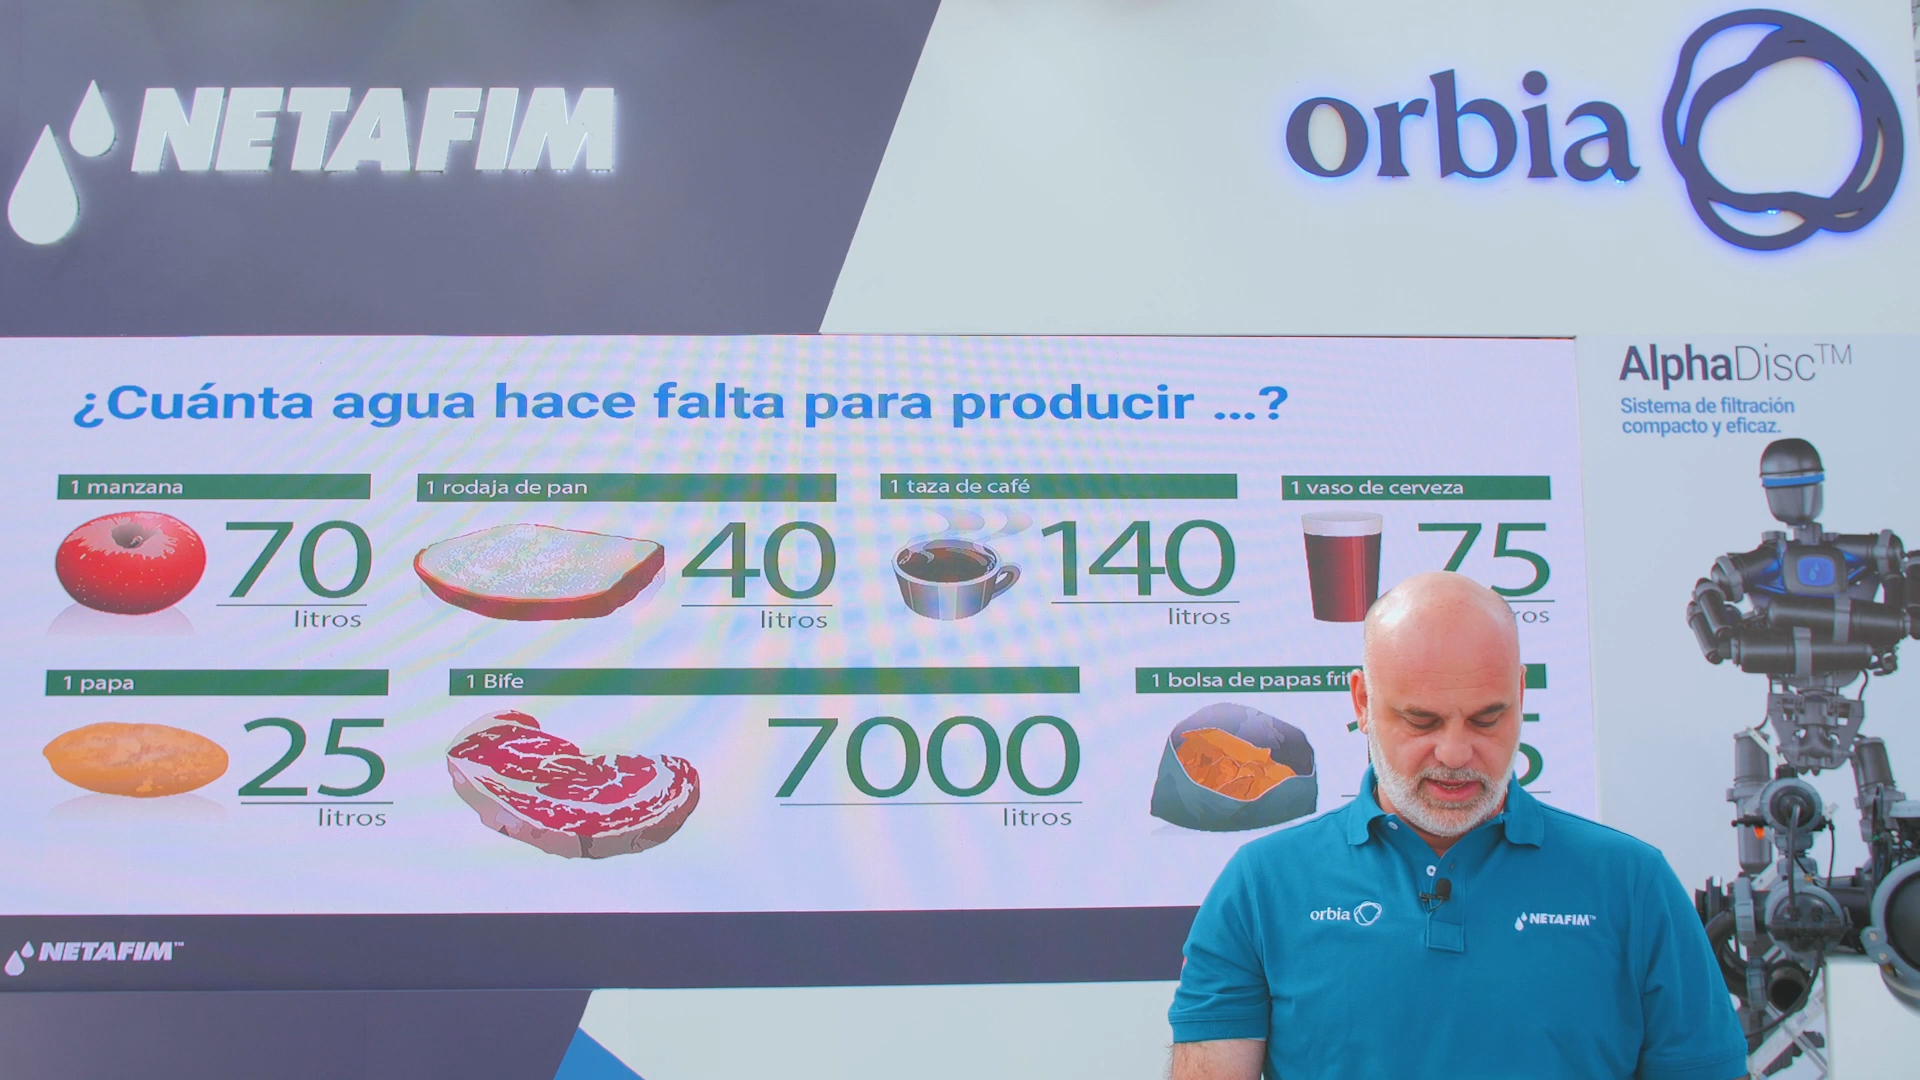 NETAFIM
orbia
AlphaDisc™
Sistema de filtración
compacto y eficaz.
¿Cuánta agua hace falta para producir ...?
1 manzana
70
litros
1 rodaja de pan
40
litros
1 taza de café
140
litros
1 vaso de cerveza
75
1 papa
25
litros
1 Bife
7000
litros
1 bolsa de papas
NETAFIM™
orbia
NETAFIM™